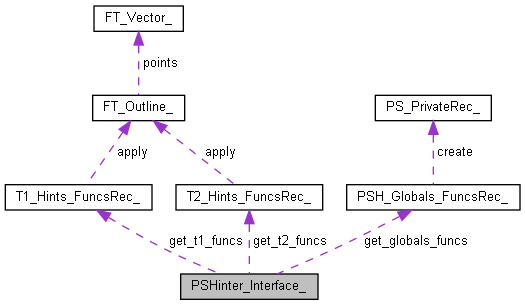 FT_Vector_
points
FT_Outline_
PS_PrivateRec_
apply
apply
create
T1_Hints_FuncsRec_
T2_Hints_FuncsRec_
PSH_Globals_FuncsRec_
get_t1_funcs
get_t2_funcs
get_globals_funcs
PSHinter_Interface_